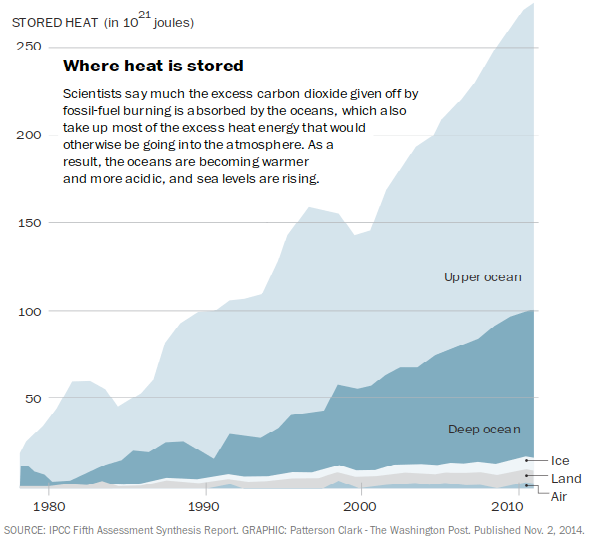 STORED HEAT (in 10²¹ joules)
250
Where heat is stored
Scientists say much the excess carbon dioxide given off by
fossil-fuel burning is absorbed by the oceans, which also
take up most of the excess heat energy that would
otherwise be going into the atmosphere. As a
result, the oceans are becoming warmer
and more acidic, and sea levels are rising.
200
150
Upper ocean
100
50
Deep ocean
Ice
Land
Air
1980
1990
2000
2010
SOURCE: IPCC Fifth Assessment Synthesis Report. GRAPHIC: Patterson Clark - The Washington Post. Published Nov. 2, 2014.